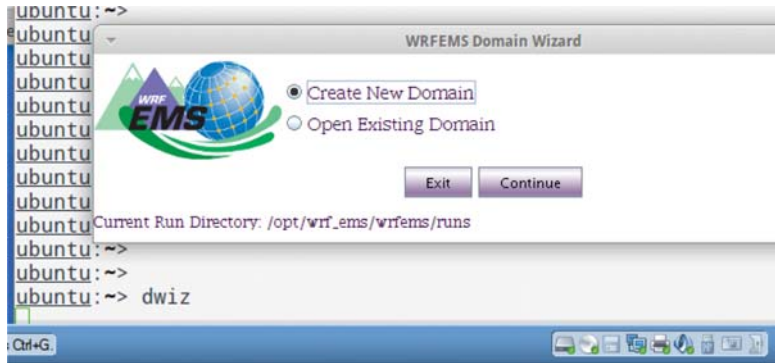 ubuntu:~>
ubuntu
WRFEMS Domain Wizard
ubuntu
ubuntu
WRF
EMS
Create New Domain
ubuntu
Open Existing Domain
ubuntu
ubuntu
ubuntu
Exit Continue
ubuntu
ubuntu
Current Run Directory: /opt/wrf_ems/wrfems/runs
ubuntu:~>
ubuntu:~>
ubuntu:~> dwiz
Ctrl+G.